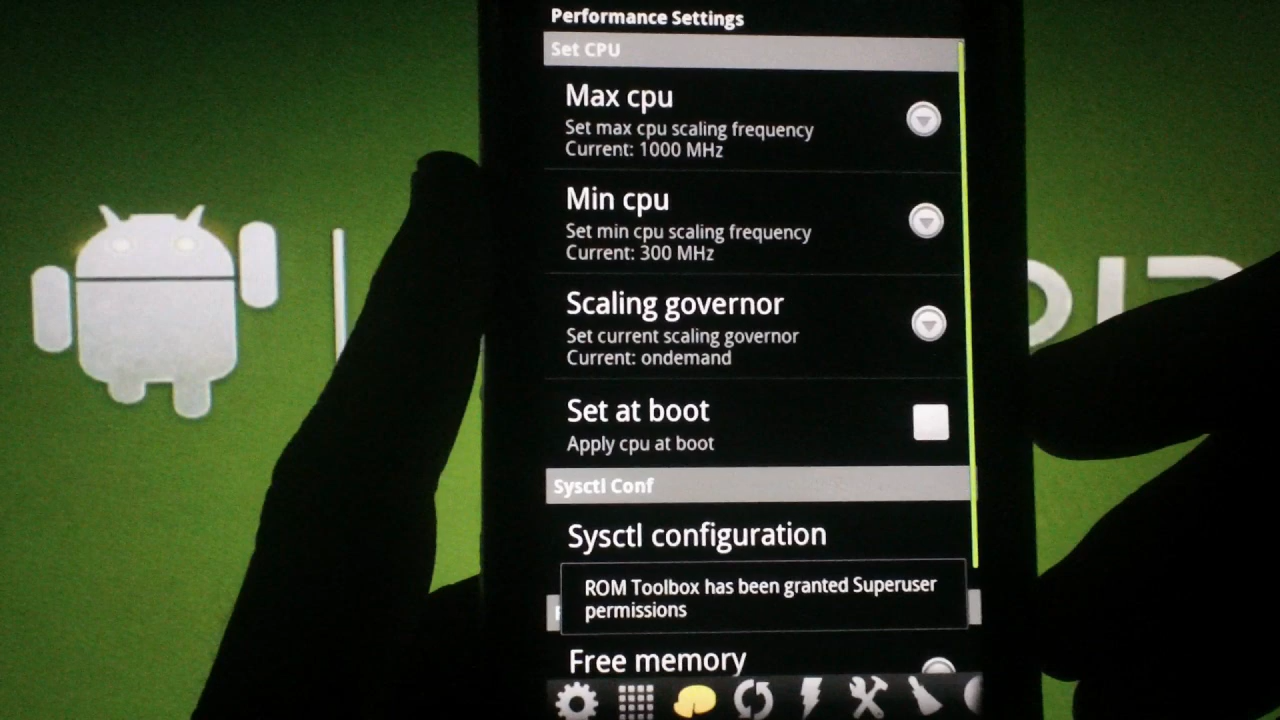 Performance Settings
Set CPU
Max cpu
Set max cpu scaling frequency
Current: 1000 MHz
Min cpu
Set min cpu scaling frequency
Current: 300 MHz
Scaling governor
Set current scaling governor
Current: ondemand
Set at boot
Apply cpu at boot
Sysctl Conf
Sysctl configuration
ROM Toolbox has been granted Superuser
permissions
Free memory